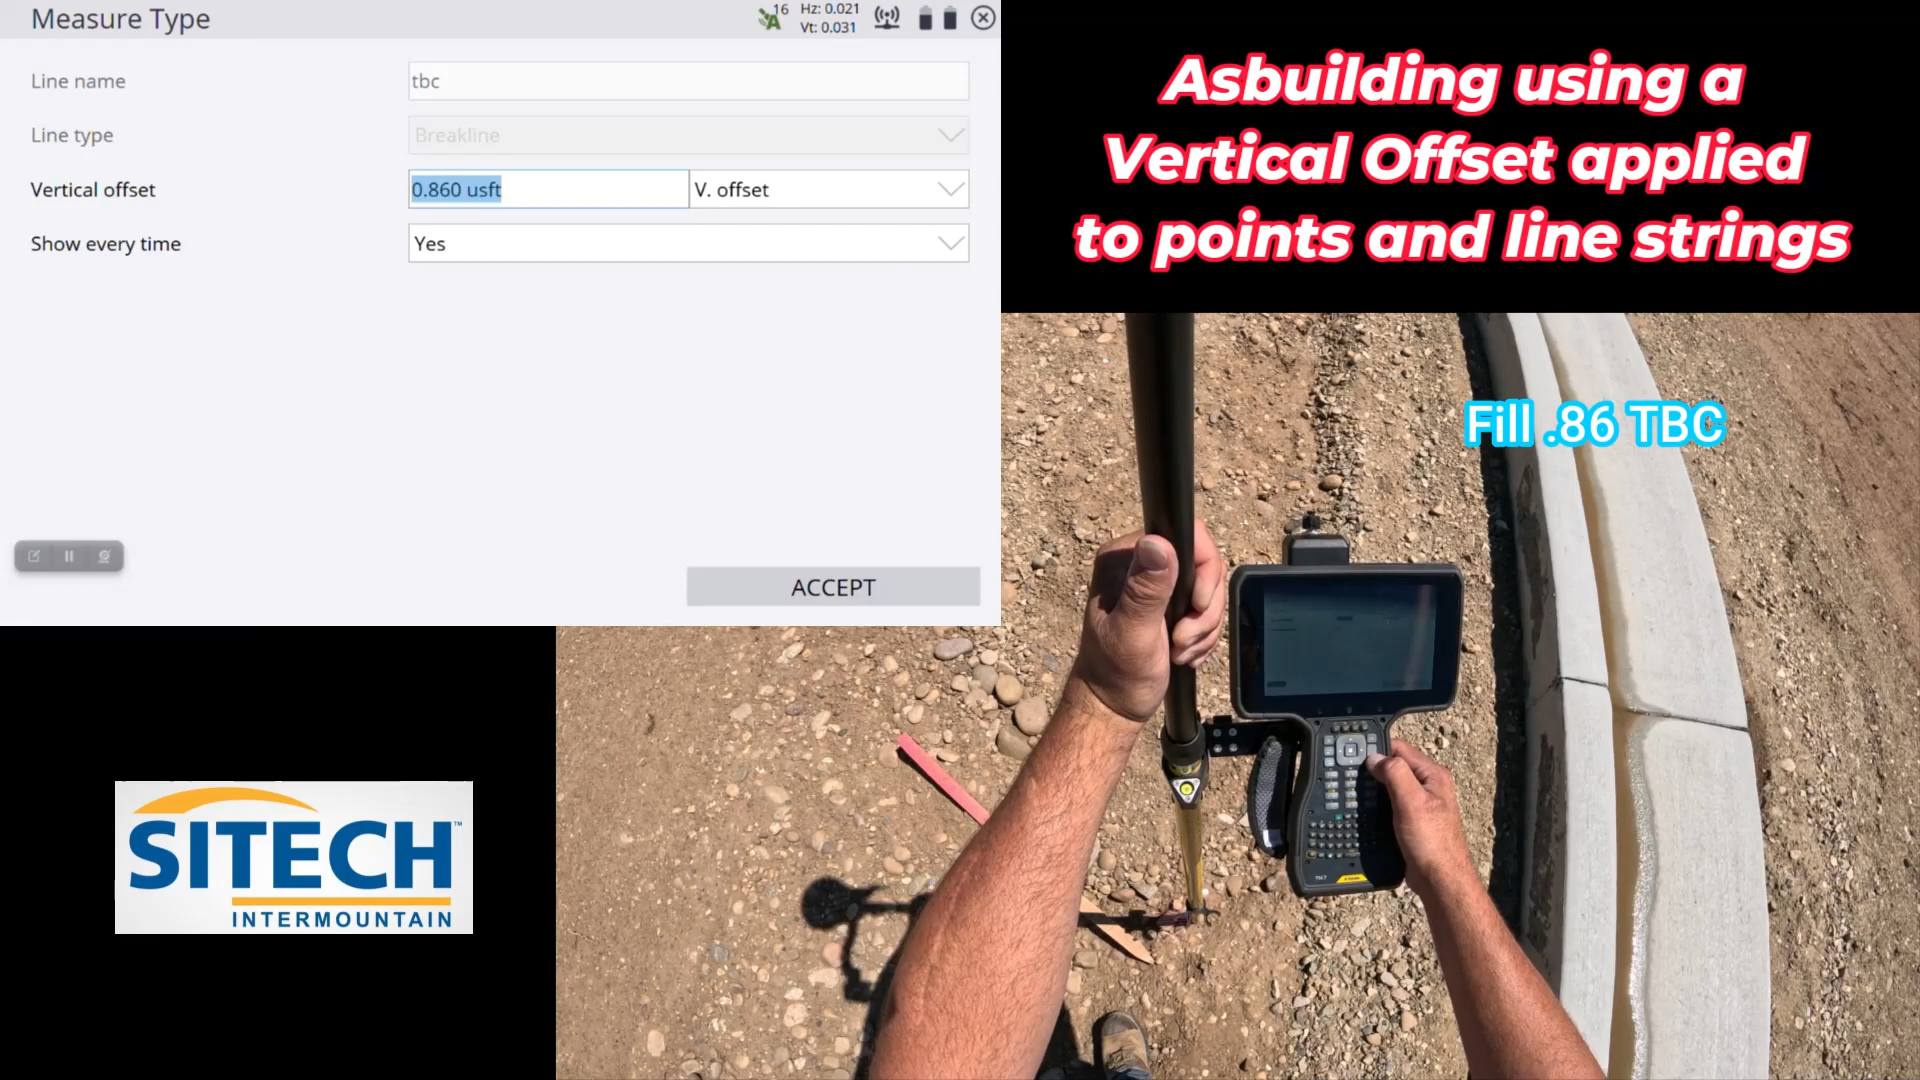 Measure Type
16
Hz: 0.021
Vt: 0.031
Line name
tbc
Line type
Breakline
Vertical offset
0.860 usft
V. offset
Show every time
Yes
ACCEPT
Asbuilding using a
Vertical Offset applied
to points and line strings
Fill .86 TBC
SITECH™
INTERMOUNTAIN